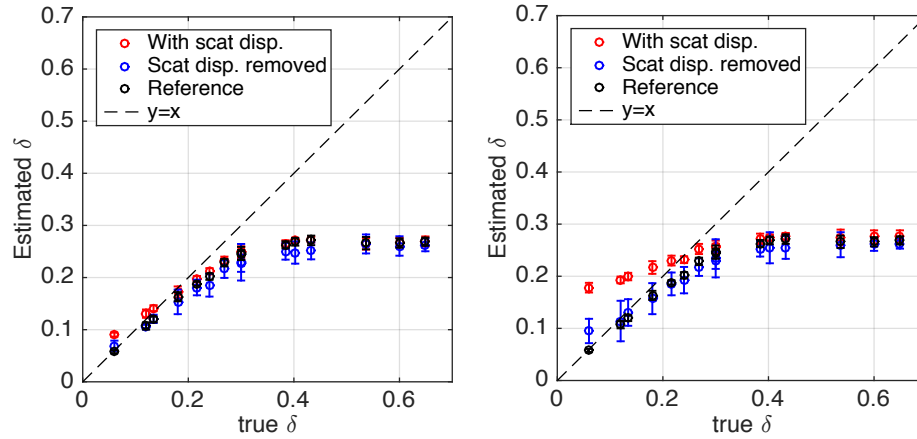 0.7
0.6
0.5
0.4
0.3
0.2
0.1
0
Estimated δ
With scat disp.
Scat disp. removed
Reference
y=x
0 0.2 0.4 0.6
true δ
0.7
0.6
0.5
0.4
0.3
0.2
0.1
0
Estimated δ
With scat disp.
Scat disp. removed
Reference
y=x
0 0.2 0.4 0.6
true δ